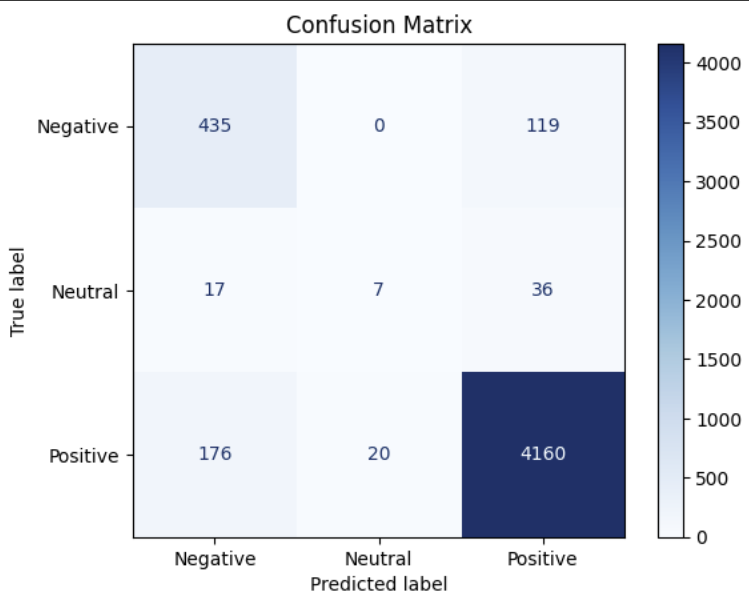 Confusion Matrix
Negative
435
0
119
Neutral
17
7
36
Positive
176
20
4160
Negative
Neutral
Positive
Predicted label
True label
4000
3500
3000
2500
2000
1500
1000
500
0